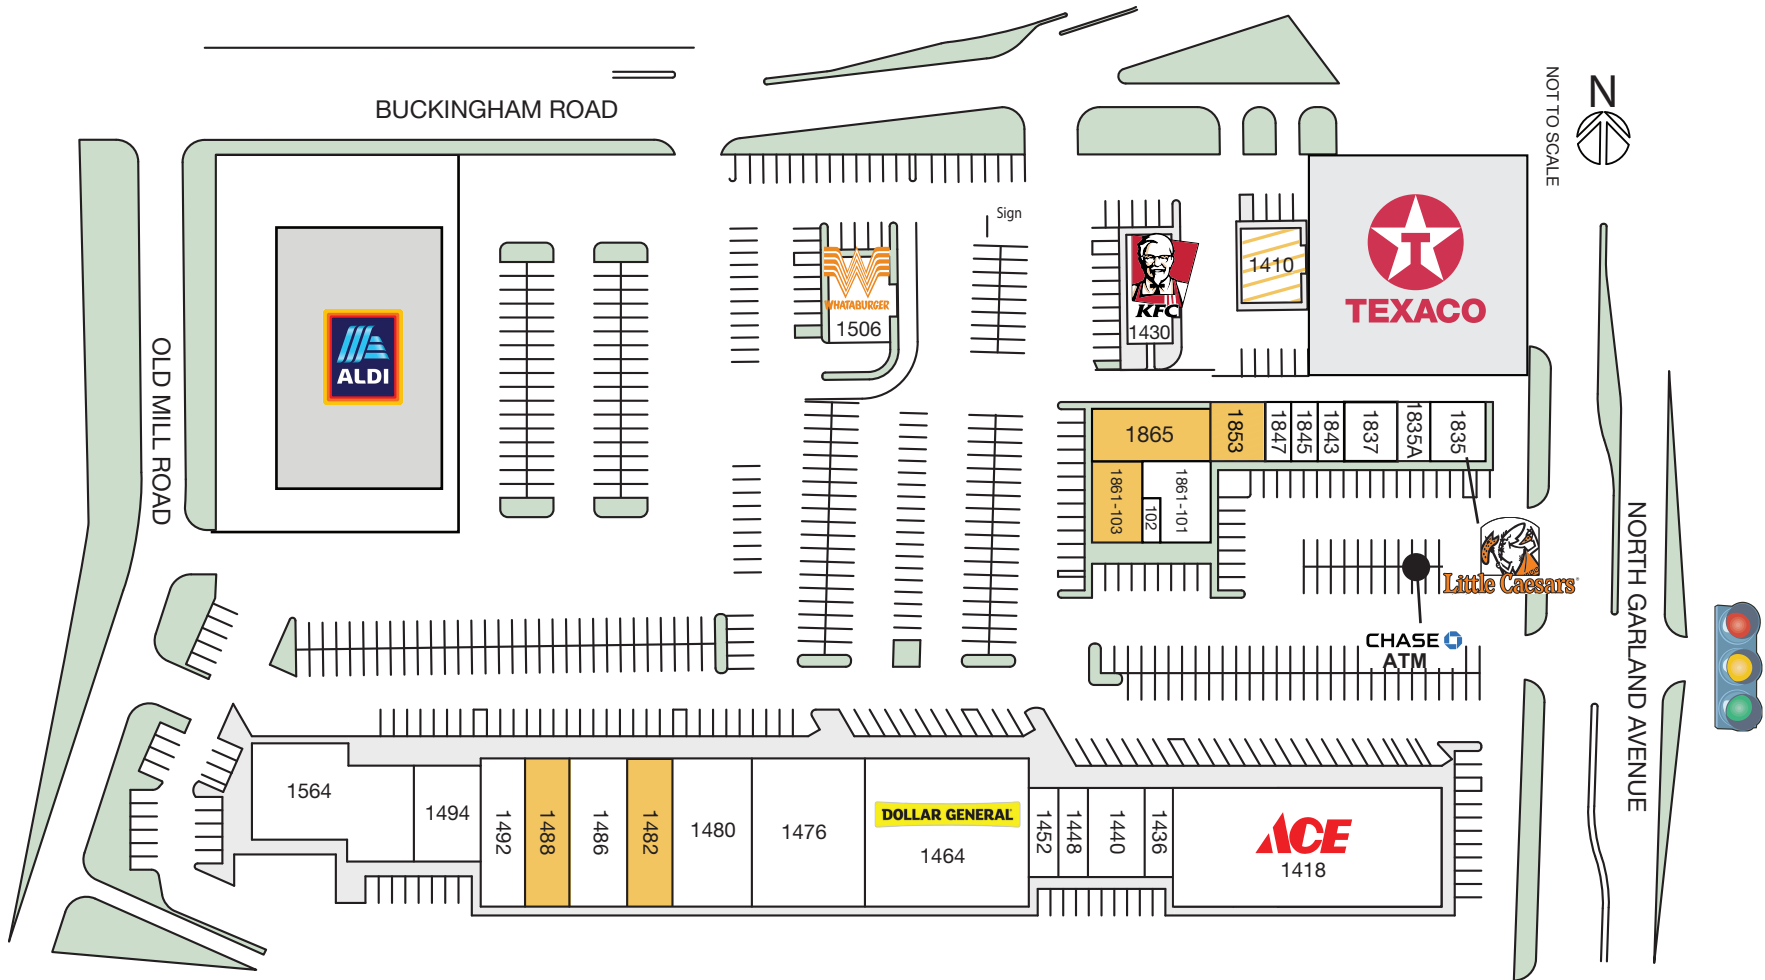 BUCKINGHAM ROAD
N
NOT TO SCALE
Sign
WHATABURGER
1506
KFC
1430
1410
TEXACO
ALDI
OLD MILL ROAD
1865
1853
1847
1845
1843
1837
1835A
1835
1861-103
102
1861-101
Little Caesars
CHASE
ATM
NORTH GARLAND AVENUE
1564
1494
1492
1488
1486
1482
1480
1476
DOLLAR GENERAL
1464
1452
1448
1440
1436
ACE
1418